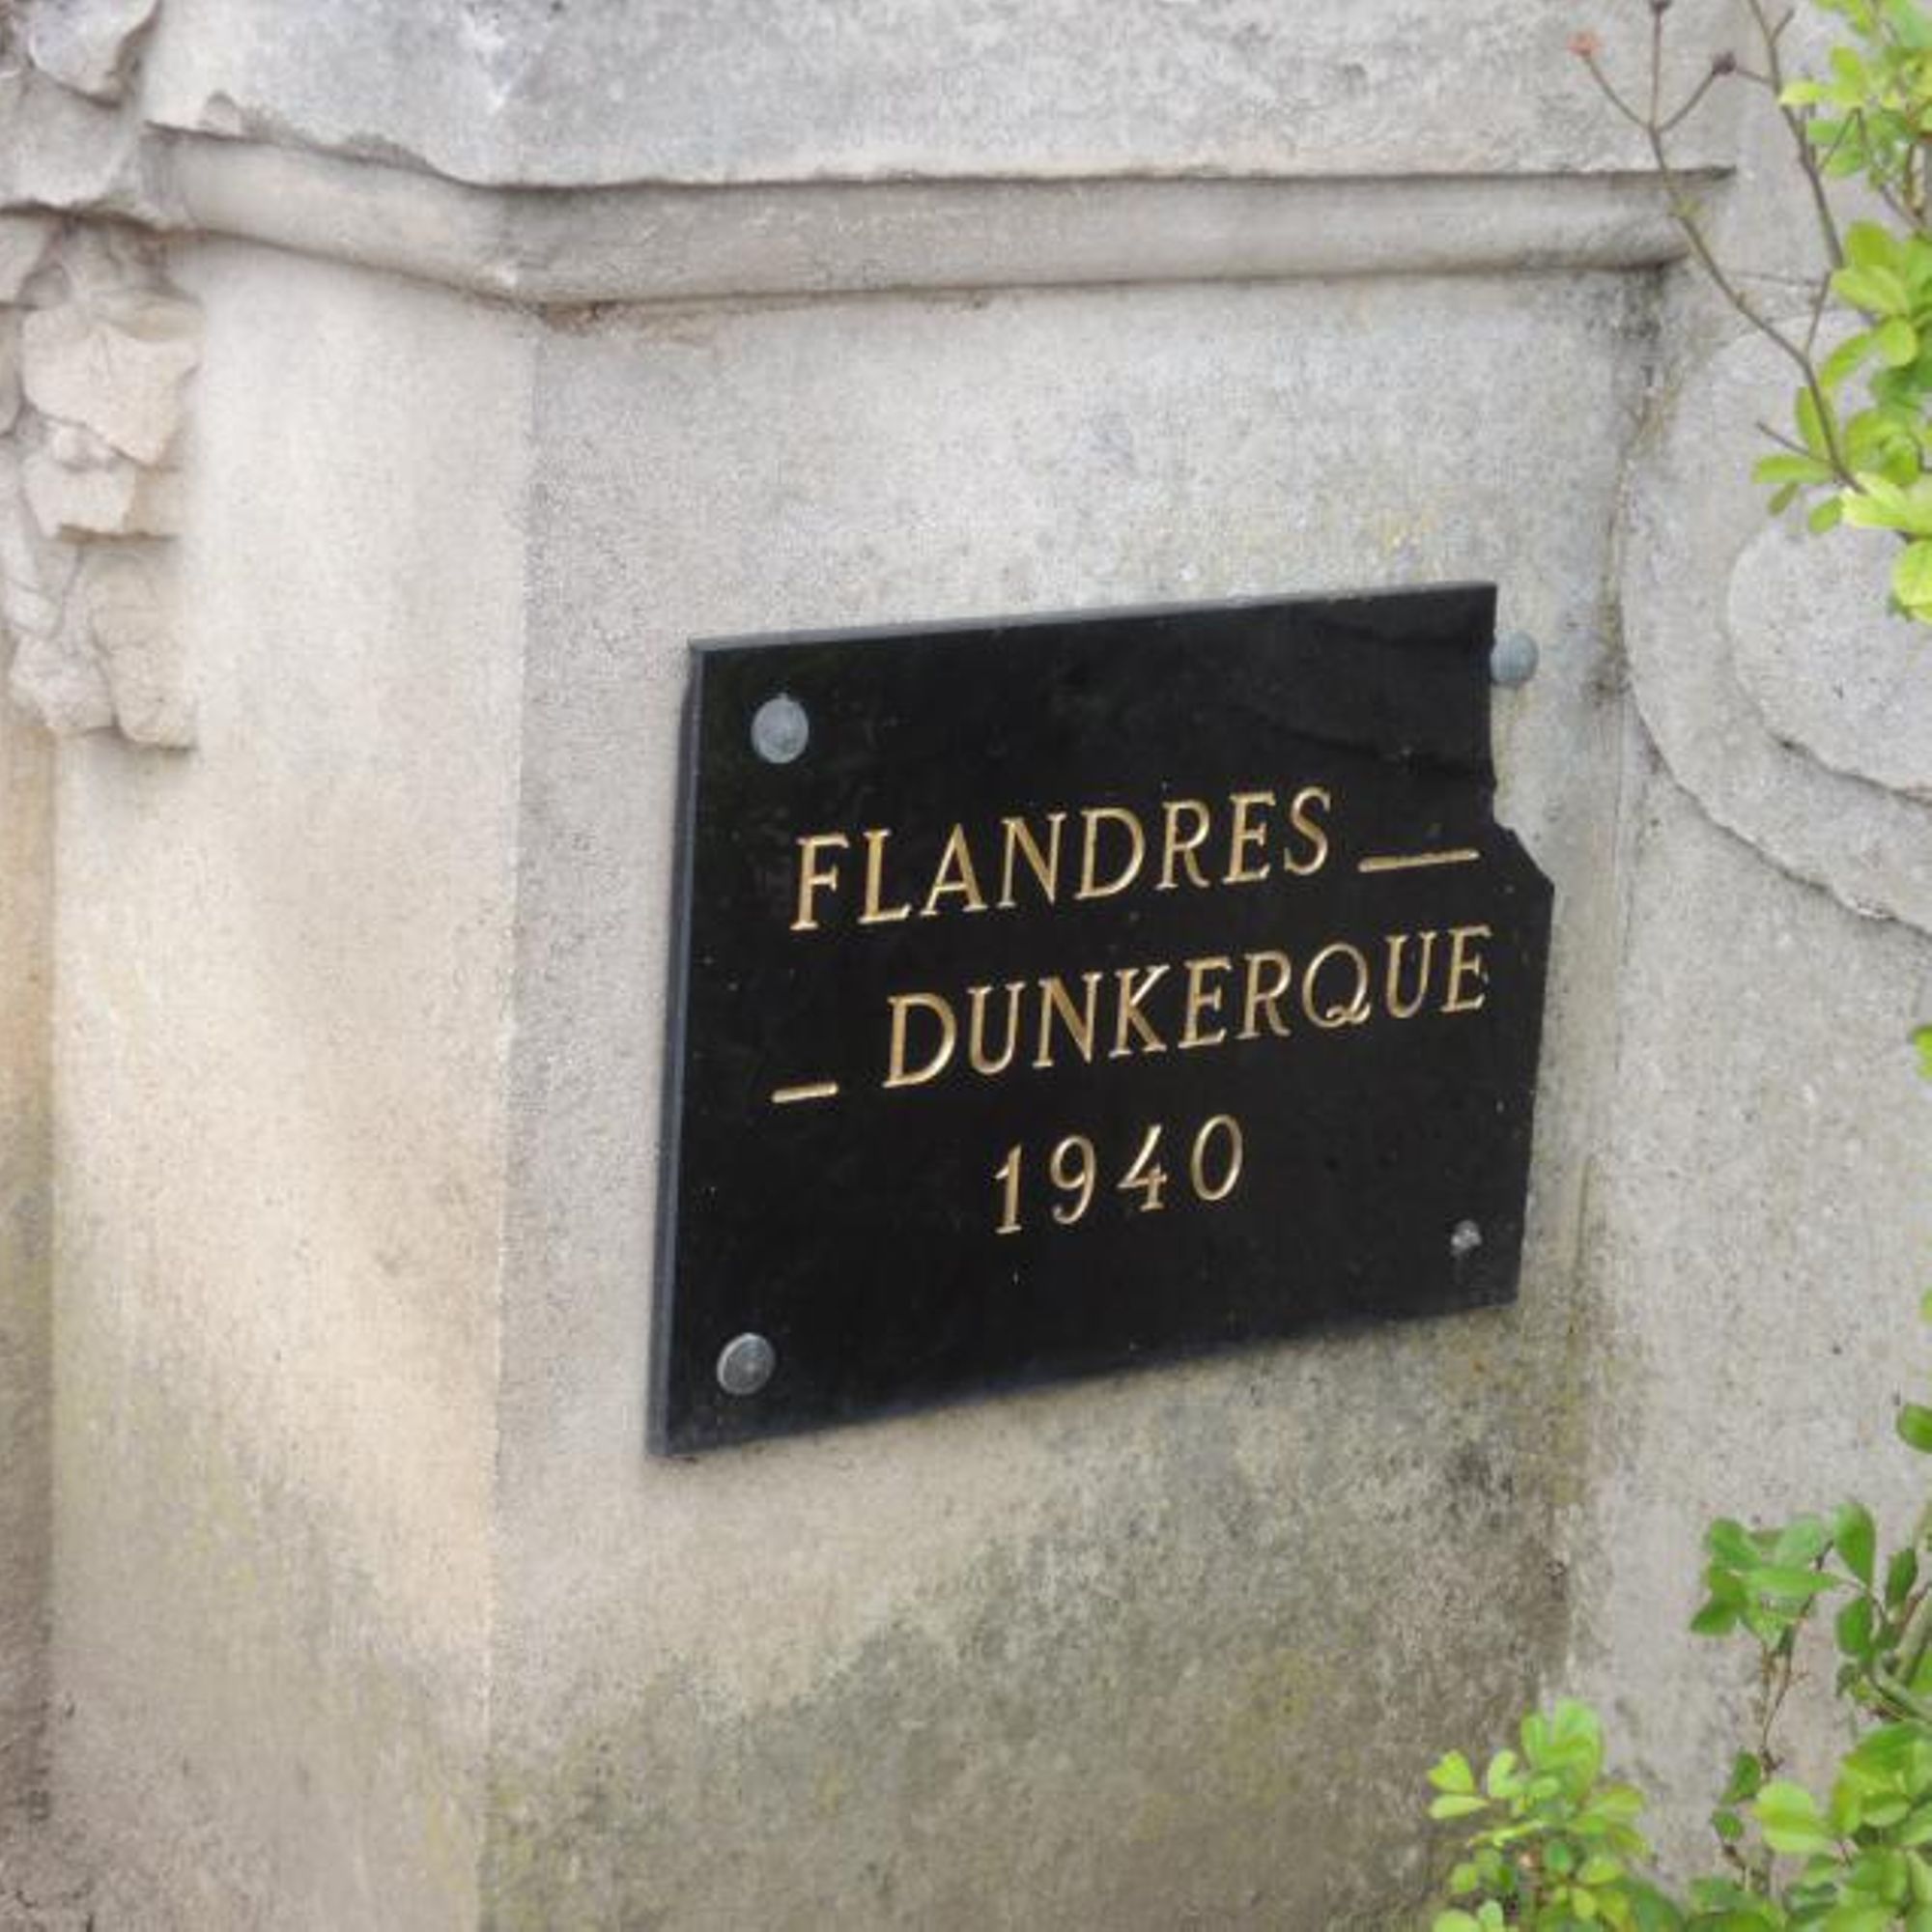 FLANDRES —
— DUNKERQUE
1940